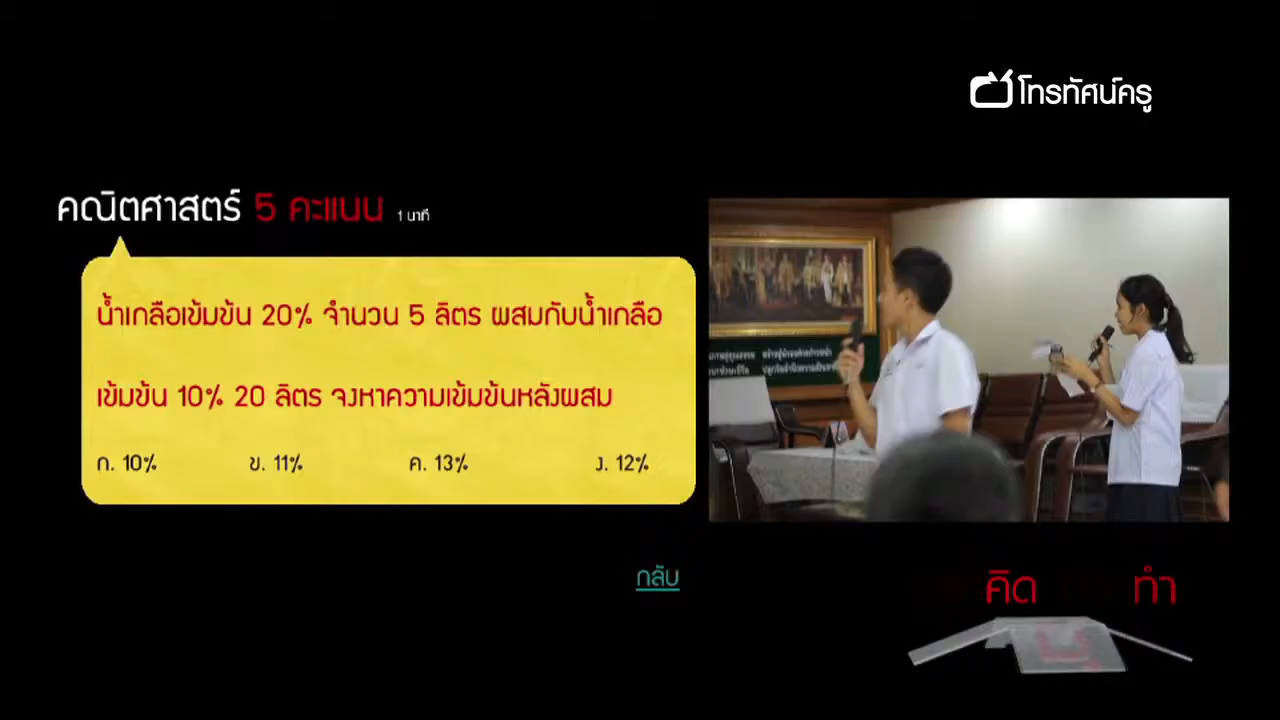 โทรทัศน์ครู
คณิตศาสตร์ 5 คะแนน 1 นาที
น้ำเกลือเข้มข้น 20% จำนวน 5 ลิตร ผสมกับน้ำเกลือ
เข้มข้น 10% 20 ลิตร จงหาความเข้มข้นหลังผสม
ก. 10% ข. 11% ค. 13% ง. 12%
กลับ
คิด ทำ